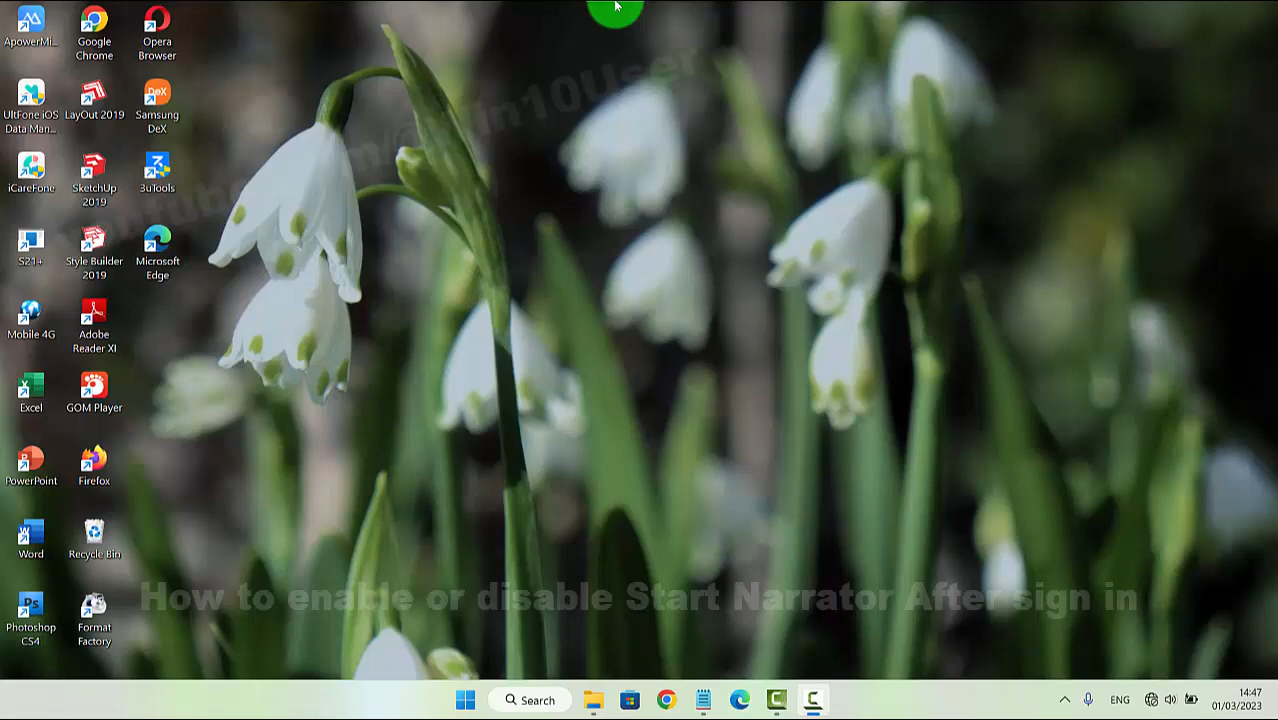 ApowerMi...
Google
Chrome
Opera
Browser
in10User
UltFone iOS
Data Man...
LayOut 2019
DeX
Samsung
DeX
iCareFone
SketchUp
2019
3uTools
S21+
Style Builder
2019
Microsoft
Edge
Mobile 4G
Adobe
Reader XI
Excel
GOM Player
PowerPoint
Firefox
Word
Recycle Bin
How to enable or disable Start Narrator After sign in
Ps
Photoshop
CS4
Format
Factory
Search
ENG
14:47
01/03/2023